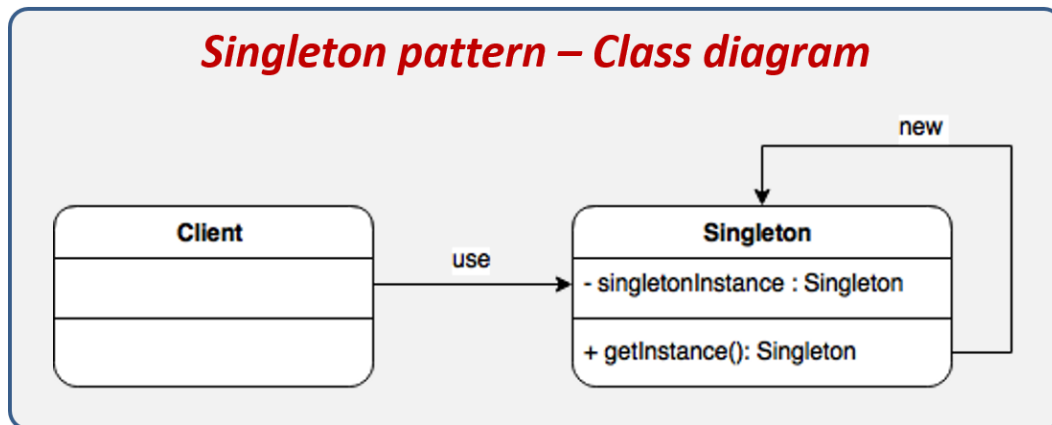 Singleton pattern – Class diagram
new
Client
use
Singleton
- singletonInstance : Singleton
+ getInstance(): Singleton